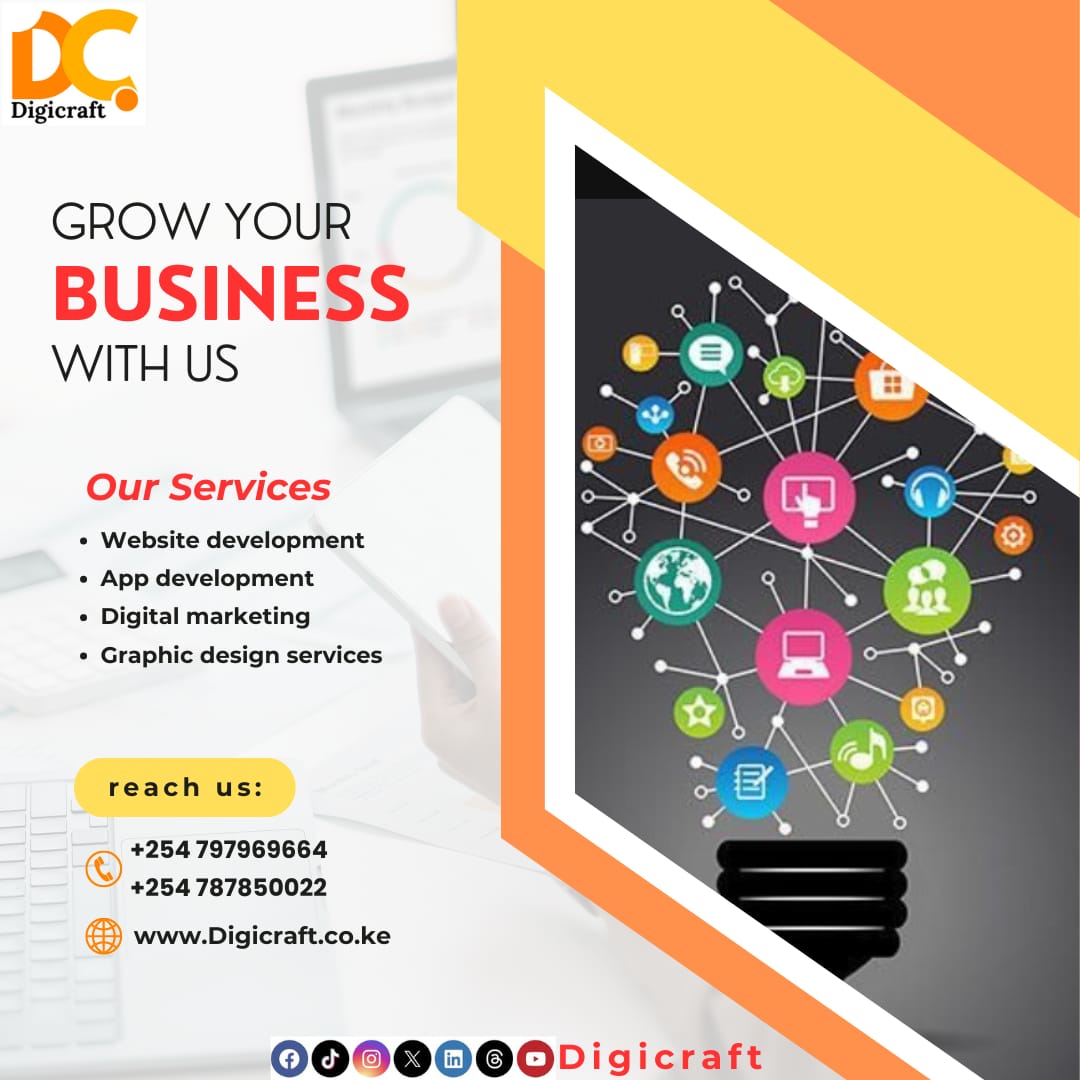 DC
Digicraft
GROW YOUR
BUSINESS
WITH US
Our Services
• Website development
• App development
• Digital marketing
• Graphic design services
reach us:
+254 797969664
+254 787850022
www.Digicraft.co.ke
Digicraft